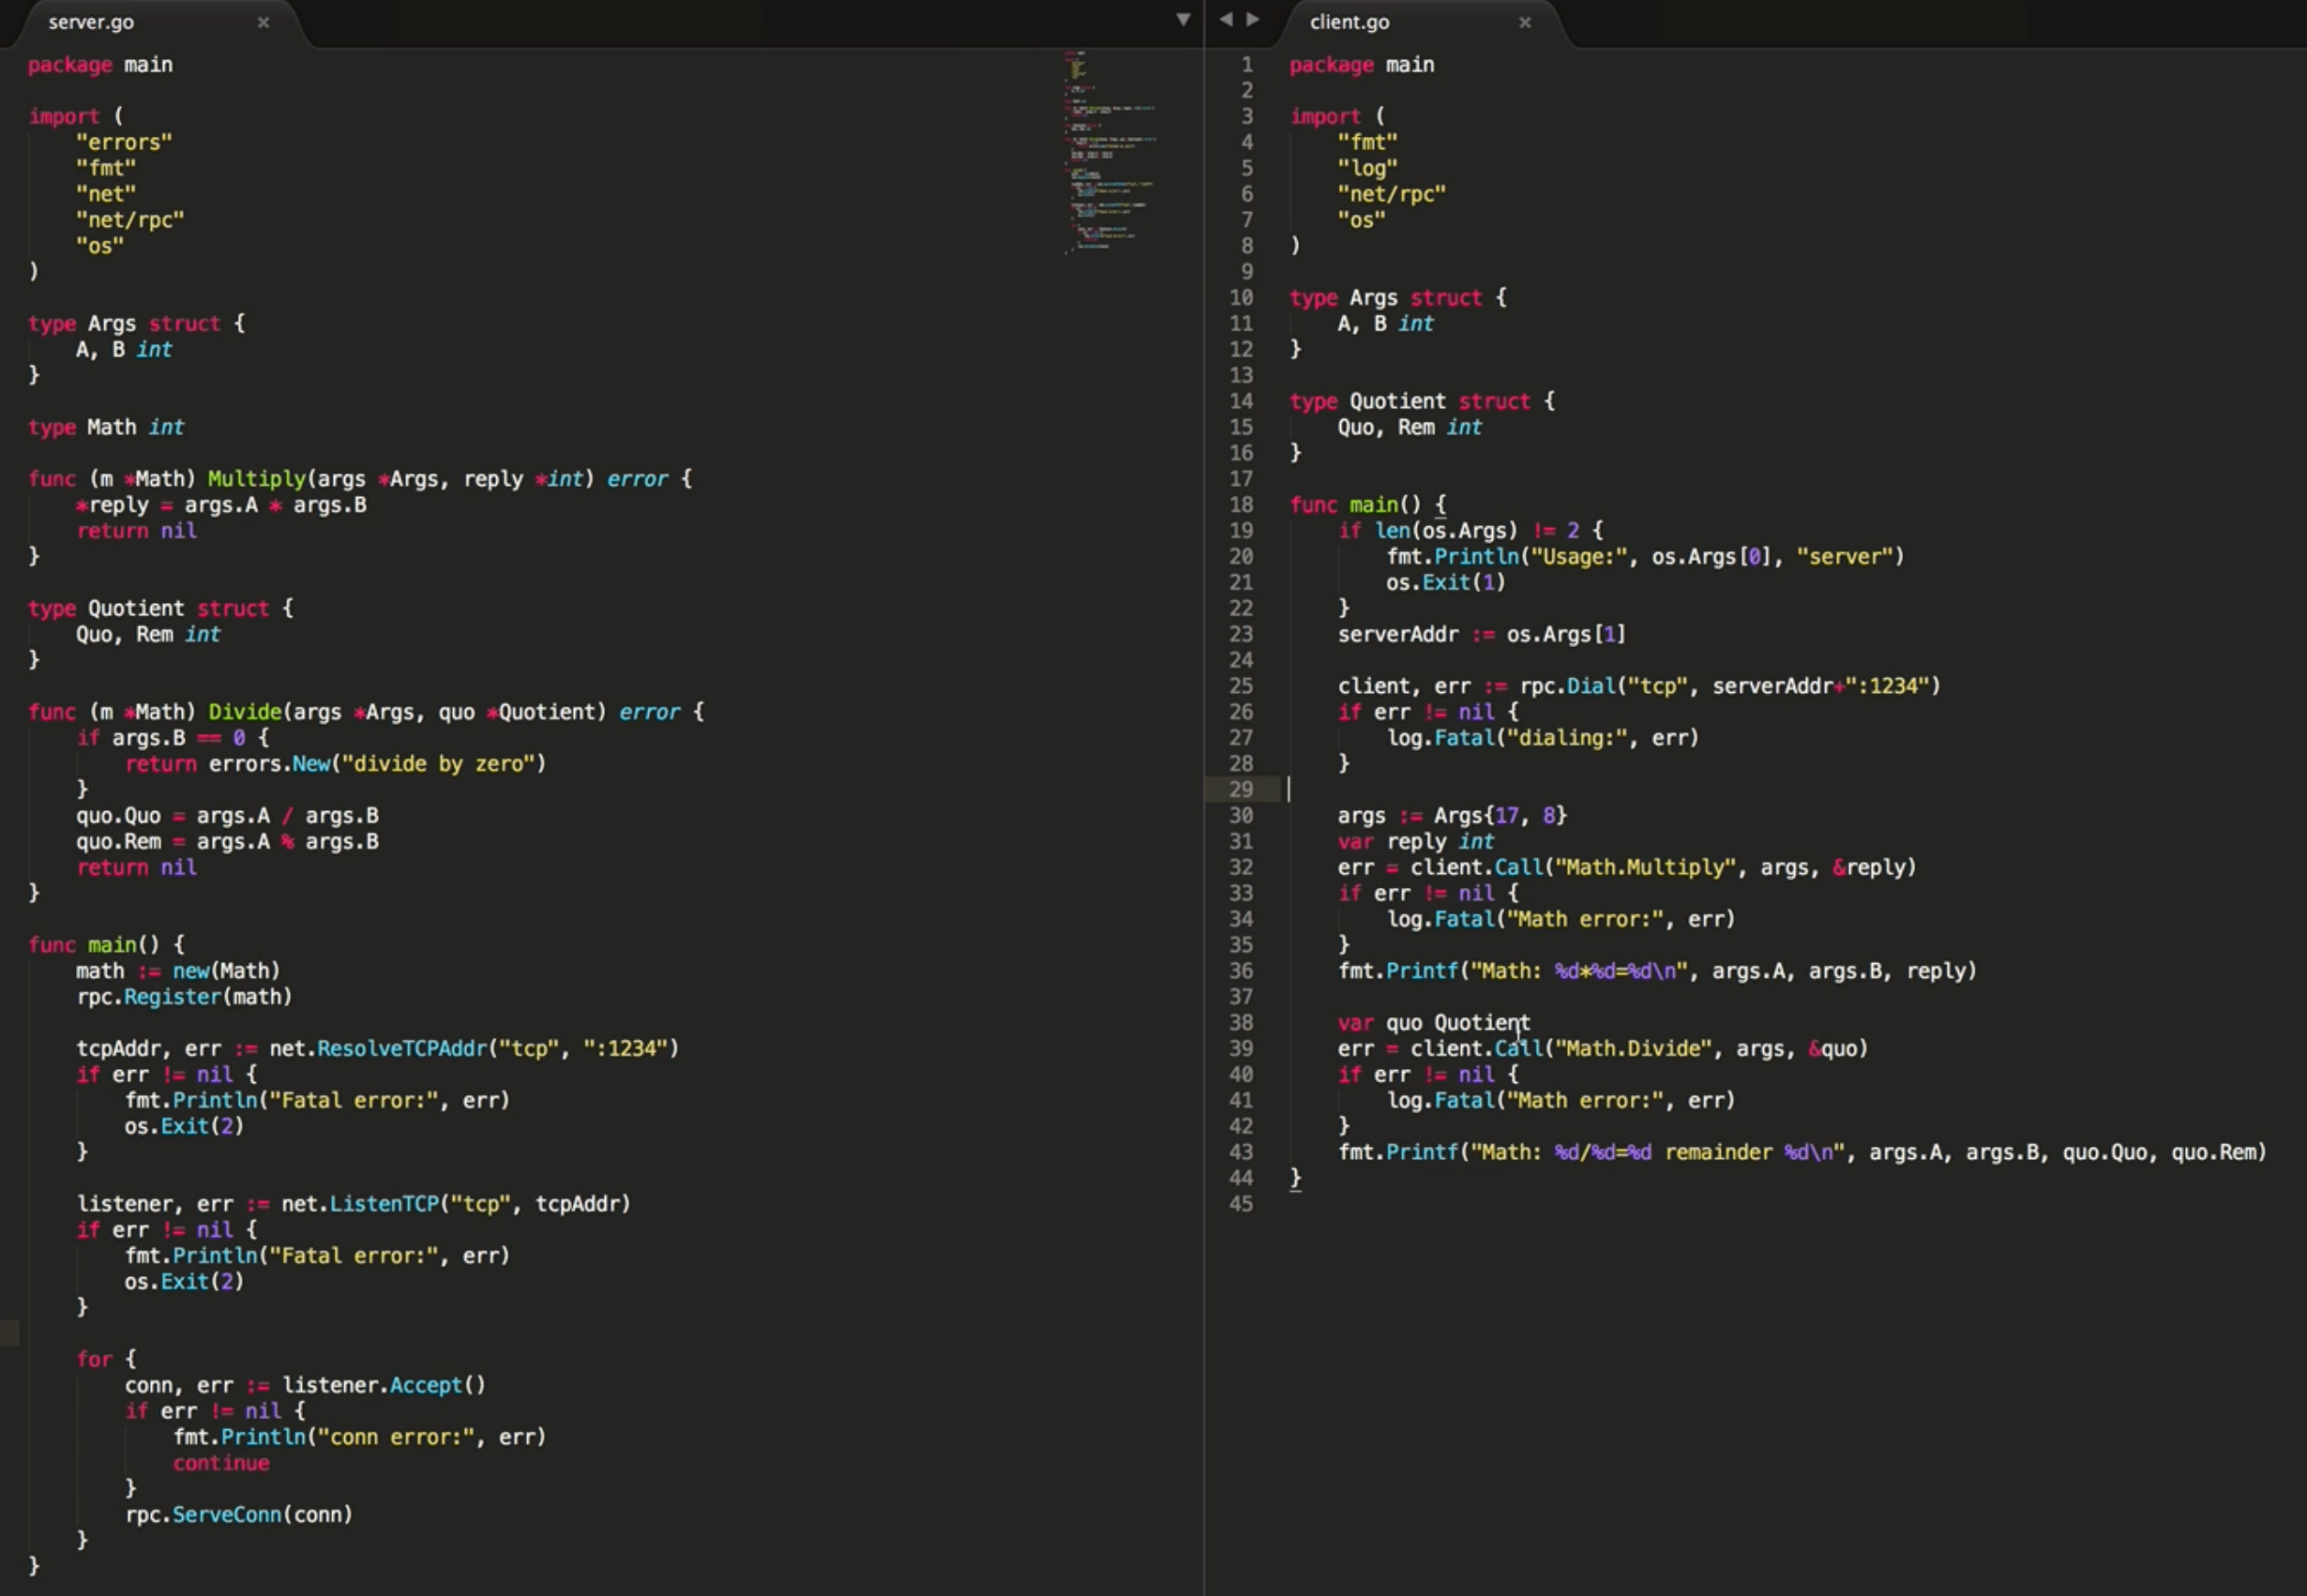 server.go
package main
import (
"errors"
"fmt"
"net"
"net/rpc"
"os"
)
type Args struct {
A, B int
}
type Math int
func (m *Math) Multiply(args *Args, reply *int) error {
*reply = args.A * args.B
return nil
}
type Quotient struct {
Quo, Rem int
}
func (m *Math) Divide(args *Args, quo *Quotient) error {
if args.B == 0 {
return errors.New("divide by zero")
}
quo.Quo = args.A / args.B
quo.Rem = args.A % args.B
return nil
}
func main() {
math := new(Math)
rpc.Register(math)
tcpAddr, err := net.ResolveTCPAddr("tcp", ":1234")
if err != nil {
fmt.Println("Fatal error:", err)
os.Exit(2)
}
listener, err := net.ListenTCP("tcp", tcpAddr)
if err != nil {
fmt.Println("Fatal error:", err)
os.Exit(2)
}
for {
conn, err := listener.Accept()
if err != nil {
fmt.Println("conn error:", err)
continue
}
rpc.ServeConn(conn)
}
}
client.go
1 package main
2
3 import (
4 "fmt"
5 "log"
6 "net/rpc"
7 "os"
8 )
9
10 type Args struct {
11 A, B int
12 }
13
14 type Quotient struct {
15 Quo, Rem int
16 }
17
18 func main() {
19 if len(os.Args) != 2 {
20 fmt.Println("Usage:", os.Args[0], "server")
21 os.Exit(1)
22 }
23 serverAddr := os.Args[1]
24
25 client, err := rpc.Dial("tcp", serverAddr+":1234")
26 if err != nil {
27 log.Fatal("dialing:", err)
28 }
29
30 args := Args{17, 8}
31 var reply int
32 err = client.Call("Math.Multiply", args, &reply)
33 if err != nil {
34 log.Fatal("Math error:", err)
35 }
36 fmt.Printf("Math: %d*%d=%d\n", args.A, args.B, reply)
37
38 var quo Quotient
39 err = client.Call("Math.Divide", args, &quo)
40 if err != nil {
41 log.Fatal("Math error:", err)
42 }
43 fmt.Printf("Math: %d/%d=%d remainder %d\n", args.A, args.B, quo.Quo, quo.Rem)
44 }
45